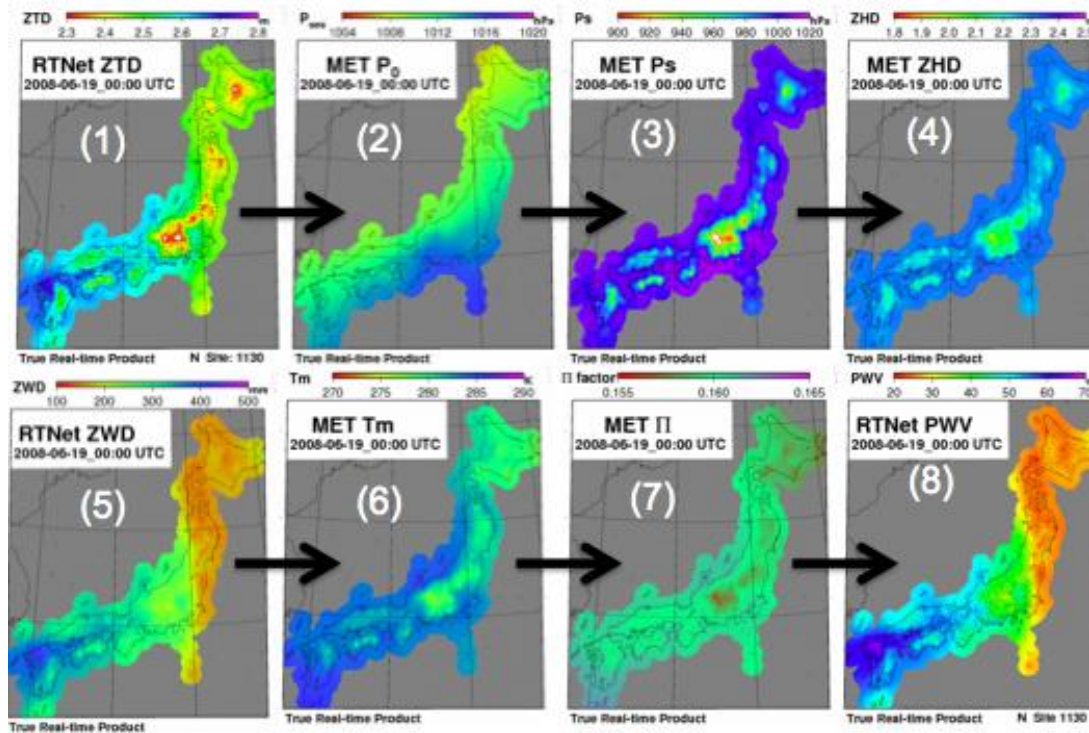 ZTD m
2.3 2.4 2.5 2.6 2.7 2.8
RTNet ZTD
2008-06-19_00:00 UTC
(1)
True Real-time Product N Site: 1130
hPa
1004 1008 1012 1016 1020
MET P0
2008-06-19_00:00 UTC
(2)
True Real-time Product
Ps hPa
900 920 940 960 980 1000 1020
MET Ps
2008-06-19_00:00 UTC
(3)
True Real-time Product
ZHD
1.8 1.9 2.0 2.1 2.2 2.3 2.4
MET ZHD
2008-06-19_00:00 UTC
(4)
True Real-time Product
ZWD mm
100 200 300 400 500
RTNet ZWD
2008-06-19_00:00 UTC
(5)
True Real-time Product
Tm K
270 275 280 285 290
MET Tm
2008-06-19_00:00 UTC
(6)
True Real-time Product
Π factor
0.155 0.160 0.165
MET Π
2008-06-19_00:00 UTC
(7)
True Real-time Product
PWV
20 30 40 50 60
RTNet PWV
2008-06-19_00:00 UTC
(8)
True Real-time Product N Site: 1130